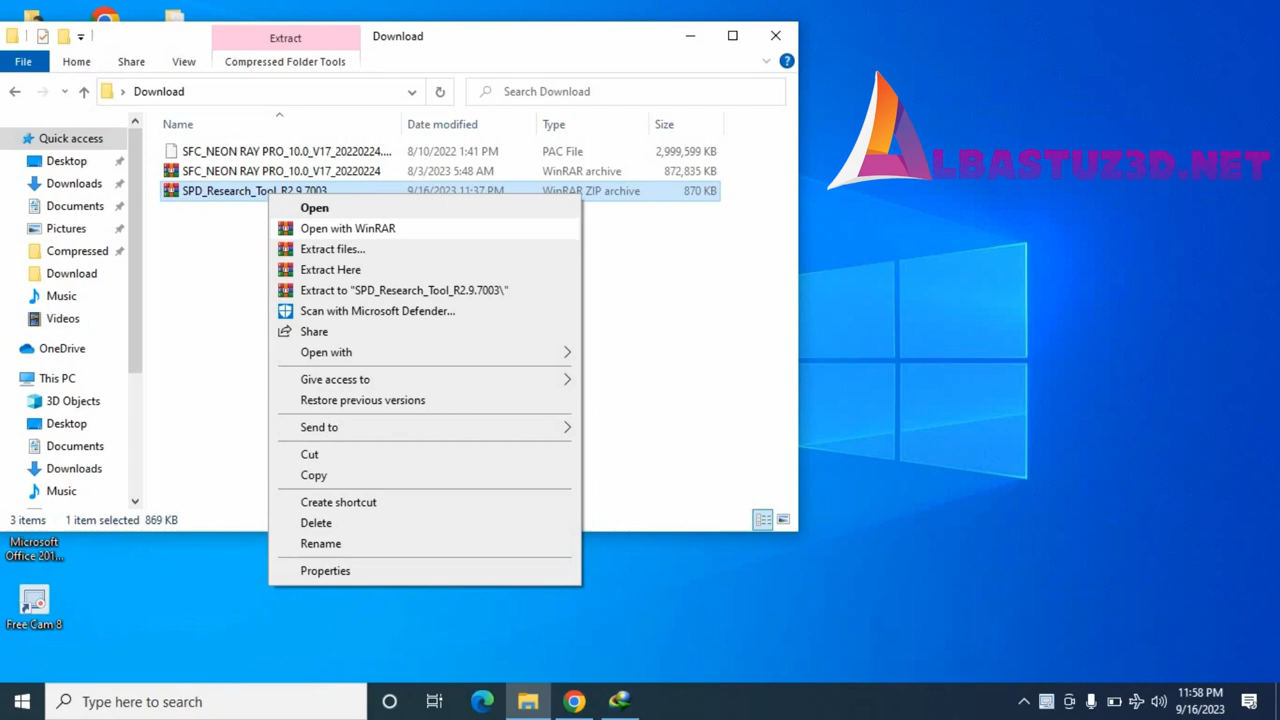 Extract
Download
File
Home
Share
View
Compressed Folder Tools
Download
Search Download
Name
Date modified
Type
Size
SFC_NEON RAY PRO_10.0_V17_20220224....
8/10/2022 1:41 PM
PAC File
2,999,599 KB
SFC_NEON RAY PRO_10.0_V17_20220224
8/3/2023 5:48 AM
WinRAR archive
872,835 KB
SPD_Research_Tool_R2.9.7003
9/16/2023 11:37 PM
WinRAR ZIP archive
870 KB
Quick access
Desktop
Downloads
Documents
Pictures
Compressed
Download
Music
Videos
OneDrive
This PC
3D Objects
Desktop
Documents
Downloads
Music
Open
Open with WinRAR
Extract files...
Extract Here
Extract to "SPD_Research_Tool_R2.9.7003\"
Scan with Microsoft Defender...
Share
Open with
Give access to
Restore previous versions
Send to
Cut
Copy
Create shortcut
Delete
Rename
Properties
3 items
1 item selected 869 KB
LBASTUZ3D.NET
Microsoft
Office 201...
Free Cam 8
Type here to search
11:58 PM
9/16/2023